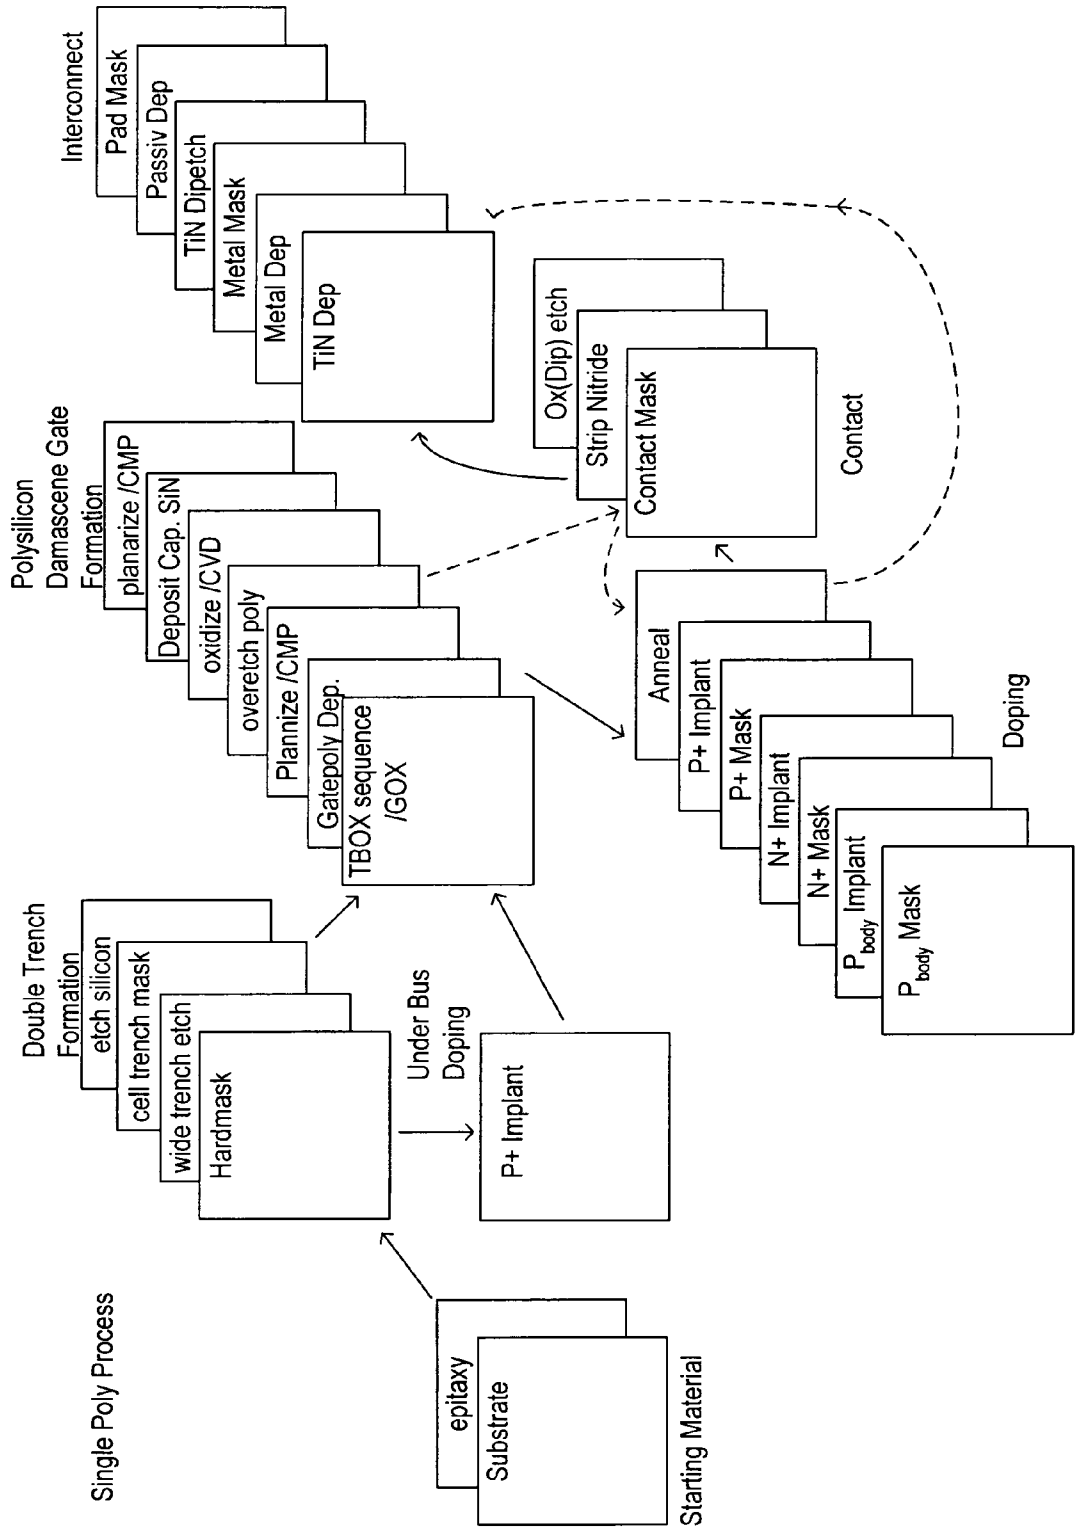 Single Poly Process
epitaxy
Substrate
Starting Material
Double Trench
Formation
etch silicon
cell trench mask
wide trench etch
Hardmask
Under Bus
Doping
P+ Implant
Polysilicon
Damascene Gate
Formation
planarize /CMP
Deposit Cap. SiN
oxidize /CVD
overetch poly
Plannize /CMP
Gatepoly Dep.
TBOX sequence
/GOX
Anneal
P+ Implant
P+ Mask
N+ Implant
N+ Mask
Pbody Implant
Pbody Mask
Doping
Ox(Dip) etch
Strip Nitride
Contact Mask
Contact
Interconnect
Pad Mask
Passiv Dep
TiN Dipetch
Metal Mask
Metal Dep
TiN Dep